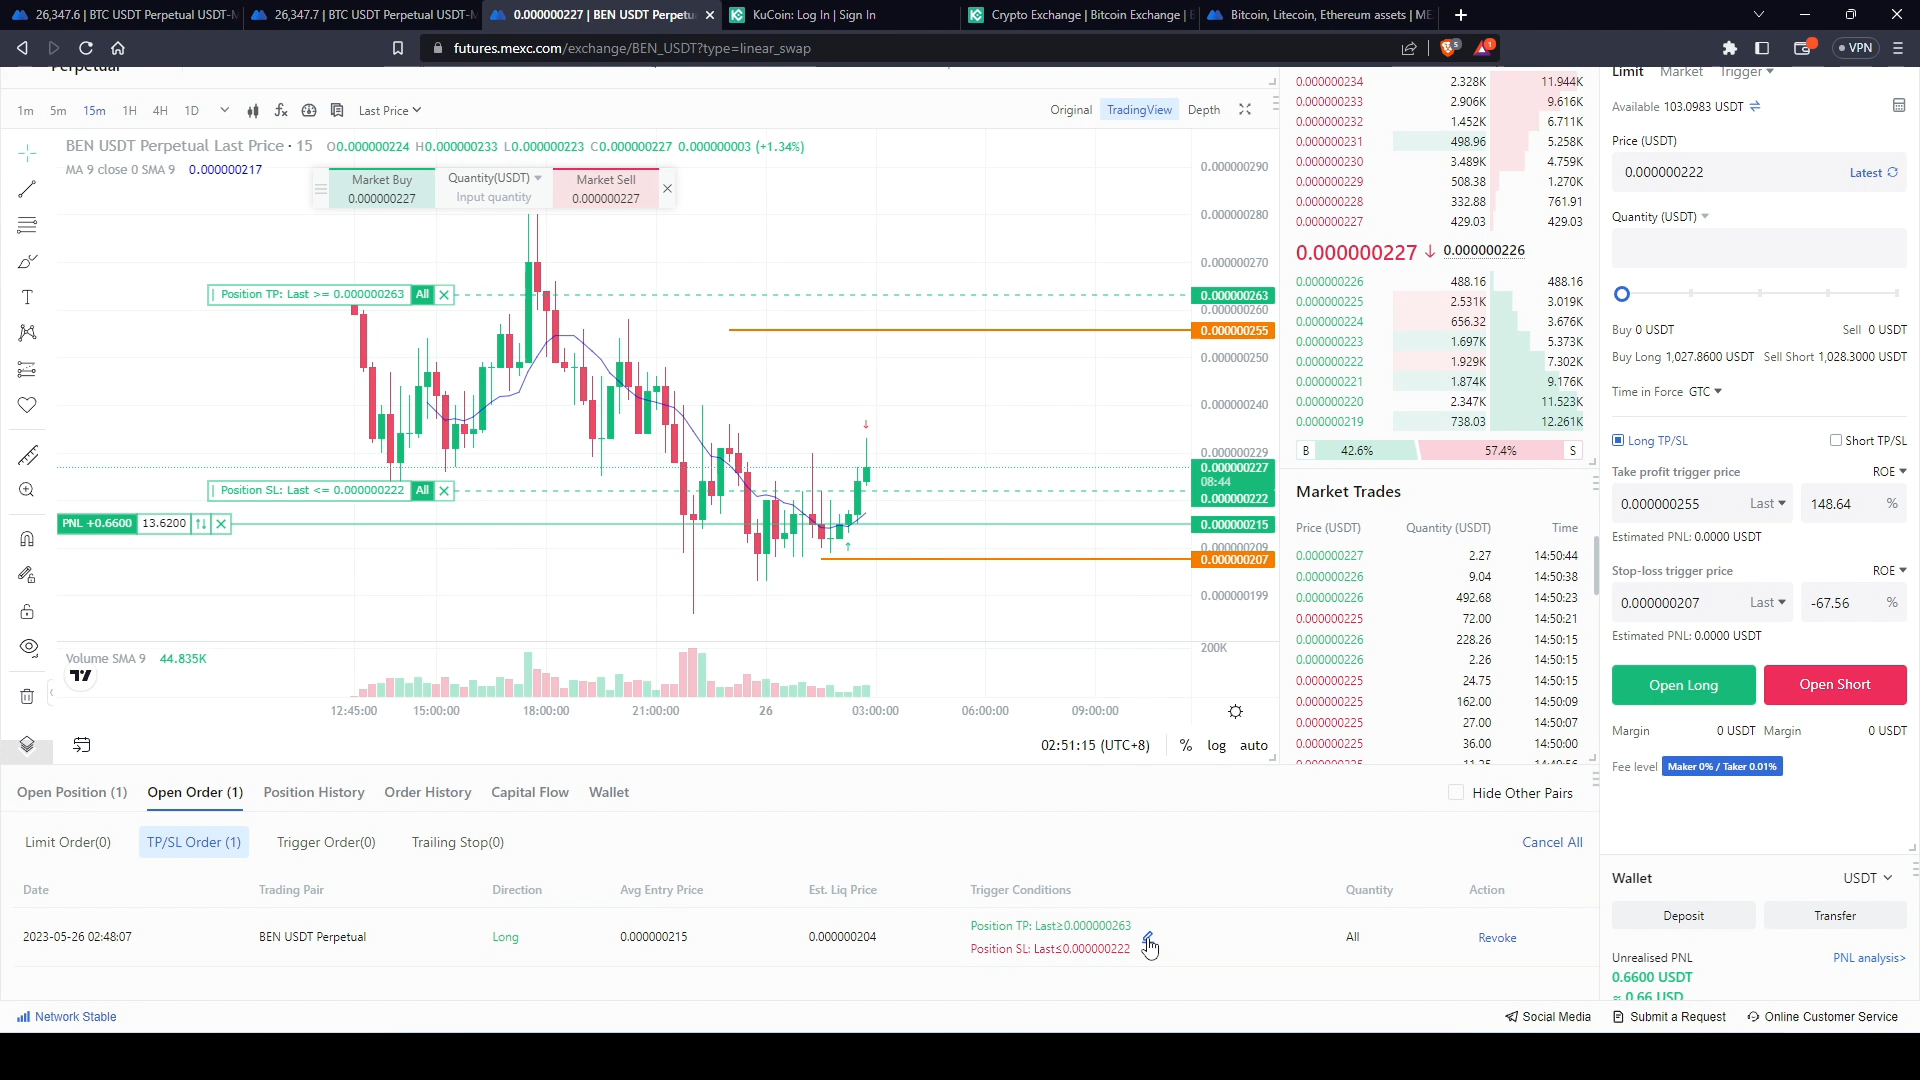 26,347.6 | BTC USDT Perpetual USDT-M
26,347.7 | BTC USDT Perpetual USDT-M
0.000000227 | BEN USDT Perpetu
KuCoin: Log In | Sign In
Crypto Exchange | Bitcoin Exchange | B
Bitcoin, Litecoin, Ethereum assets | ME
futures.mexc.com/exchange/BEN_USDT?type=linear_swap
VPN
Perpetual
1m 5m 15m 1H 4H 1D Last Price
Original TradingView Depth
BEN USDT Perpetual Last Price · 15 O0.000000224 H0.000000233 L0.000000223 C0.000000227 0.000000003 (+1.34%)
MA 9 close 0 SMA 9 0.000000217
Market Buy
0.000000227
Quantity(USDT)
Input quantity
Market Sell
0.000000227
Position TP: Last >= 0.000000263 All
Position SL: Last <= 0.000000222 All
PNL +0.6600 13.6200
0.000000290
0.000000280
0.000000270
0.000000263
0.000000260
0.000000255
0.000000250
0.000000240
0.000000229
0.000000227
08:44
0.000000222
0.000000215
0.000000209
0.000000207
0.000000199
200K
Volume SMA 9 44.835K
12:45:00 15:00:00 18:00:00 21:00:00 26 03:00:00 06:00:00 09:00:00
02:51:15 (UTC+8) % log auto
0.000000234 2.328K 11.944K
0.000000233 2.906K 9.616K
0.000000232 1.452K 6.711K
0.000000231 498.96 5.258K
0.000000230 3.489K 4.759K
0.000000229 508.38 1.270K
0.000000228 332.88 761.91
0.000000227 429.03 429.03
0.000000227 ↓ 0.000000226
0.000000226 488.16 488.16
0.000000225 2.531K 3.019K
0.000000224 656.32 3.676K
0.000000223 1.697K 5.373K
0.000000222 1.929K 7.302K
0.000000221 1.874K 9.176K
0.000000220 2.347K 11.523K
0.000000219 738.03 12.261K
B 42.6% 57.4% S
Market Trades
Price (USDT) Quantity (USDT) Time
0.000000227 2.27 14:50:44
0.000000226 9.04 14:50:38
0.000000226 492.68 14:50:23
0.000000225 72.00 14:50:21
0.000000226 228.26 14:50:15
0.000000226 2.26 14:50:15
0.000000225 24.75 14:50:15
0.000000225 162.00 14:50:09
0.000000225 27.00 14:50:07
0.000000225 36.00 14:50:00
0.000000225 11.25 14:49:56
Limit Market Trigger
Available 103.0983 USDT
Price (USDT)
0.000000222 Latest
Quantity (USDT)
Buy 0 USDT Sell 0 USDT
Buy Long 1,027.8600 USDT Sell Short 1,028.3000 USDT
Time in Force GTC
Long TP/SL Short TP/SL
Take profit trigger price ROE
0.000000255 Last 148.64 %
Estimated PNL: 0.0000 USDT
Stop-loss trigger price ROE
0.000000207 Last -67.56 %
Estimated PNL: 0.0000 USDT
Open Long Open Short
Margin 0 USDT Margin 0 USDT
Fee level Maker 0% / Taker 0.01%
Wallet USDT
Deposit Transfer
Unrealised PNL PNL analysis>
0.6600 USDT
≈ 0.66 USD
Open Position (1) Open Order (1) Position History Order History Capital Flow Wallet
Hide Other Pairs
Limit Order(0) TP/SL Order (1) Trigger Order(0) Trailing Stop(0)
Cancel All
Date Trading Pair Direction Avg Entry Price Est. Liq Price Trigger Conditions Quantity Action
2023-05-26 02:48:07 BEN USDT Perpetual Long 0.000000215 0.000000204
Position TP: Last≥0.000000263
Position SL: Last≤0.000000222
All Revoke
Network Stable
Social Media Submit a Request Online Customer Service